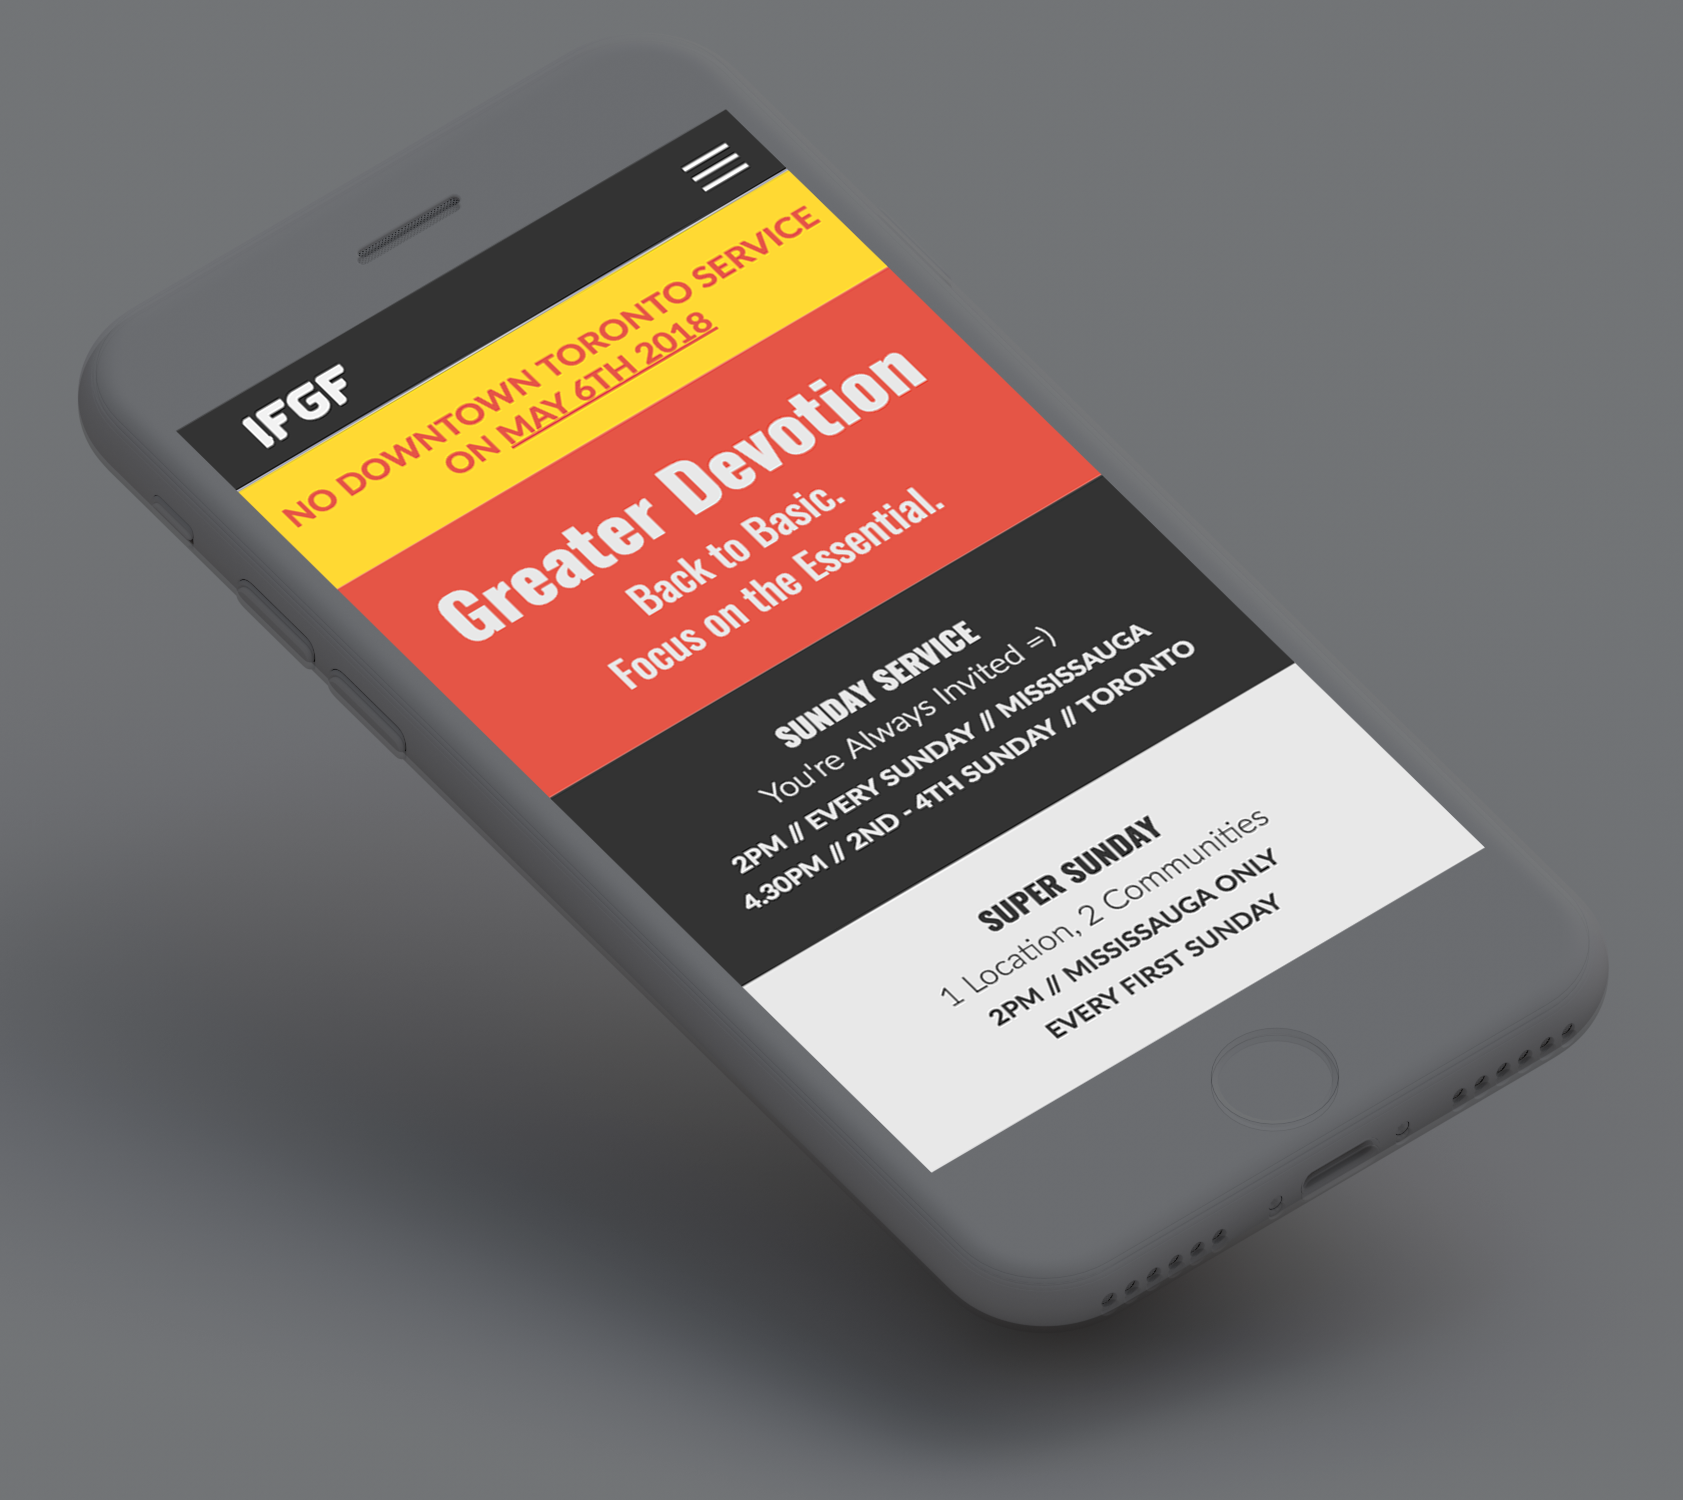 IFGF
NO DOWNTOWN TORONTO SERVICE
ON MAY 6TH 2018
Greater Devotion
Back to Basic.
Focus on the Essential.
SUNDAY SERVICE
You're Always Invited =)
2PM // EVERY SUNDAY // MISSISSAUGA
4.30PM // 2ND - 4TH SUNDAY // TORONTO
SUPER SUNDAY
1 Location, 2 Communities
2PM // MISSISSAUGA ONLY
EVERY FIRST SUNDAY